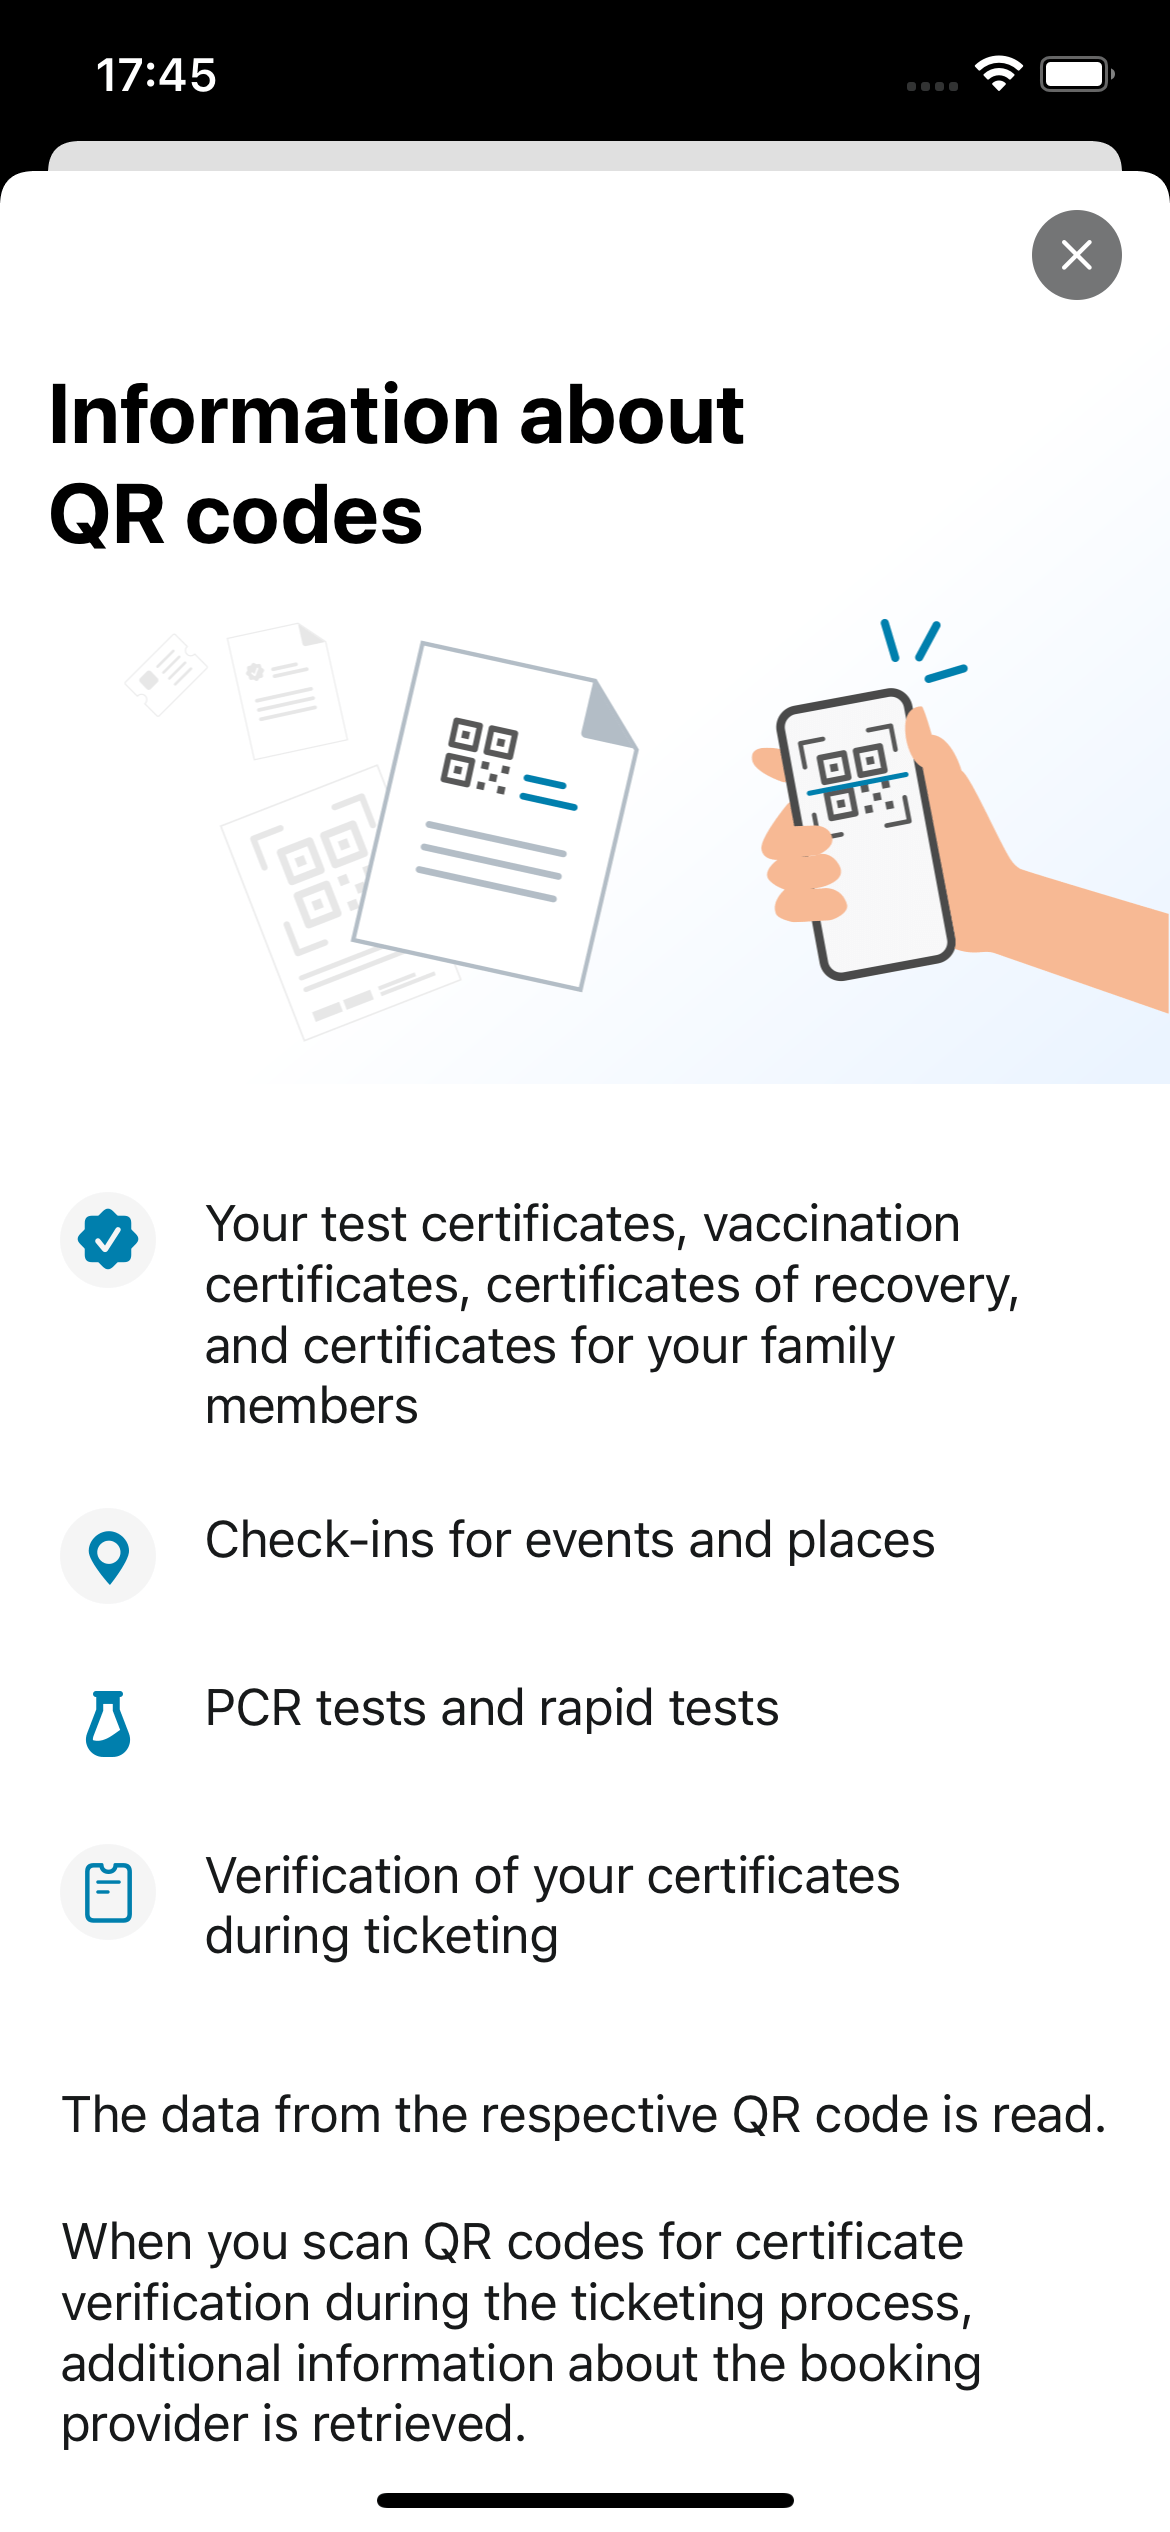 17:45
Information about
QR codes
Your test certificates, vaccination
certificates, certificates of recovery,
and certificates for your family
members
Check-ins for events and places
PCR tests and rapid tests
Verification of your certificates
during ticketing
The data from the respective QR code is read.
When you scan QR codes for certificate
verification during the ticketing process,
additional information about the booking
provider is retrieved.